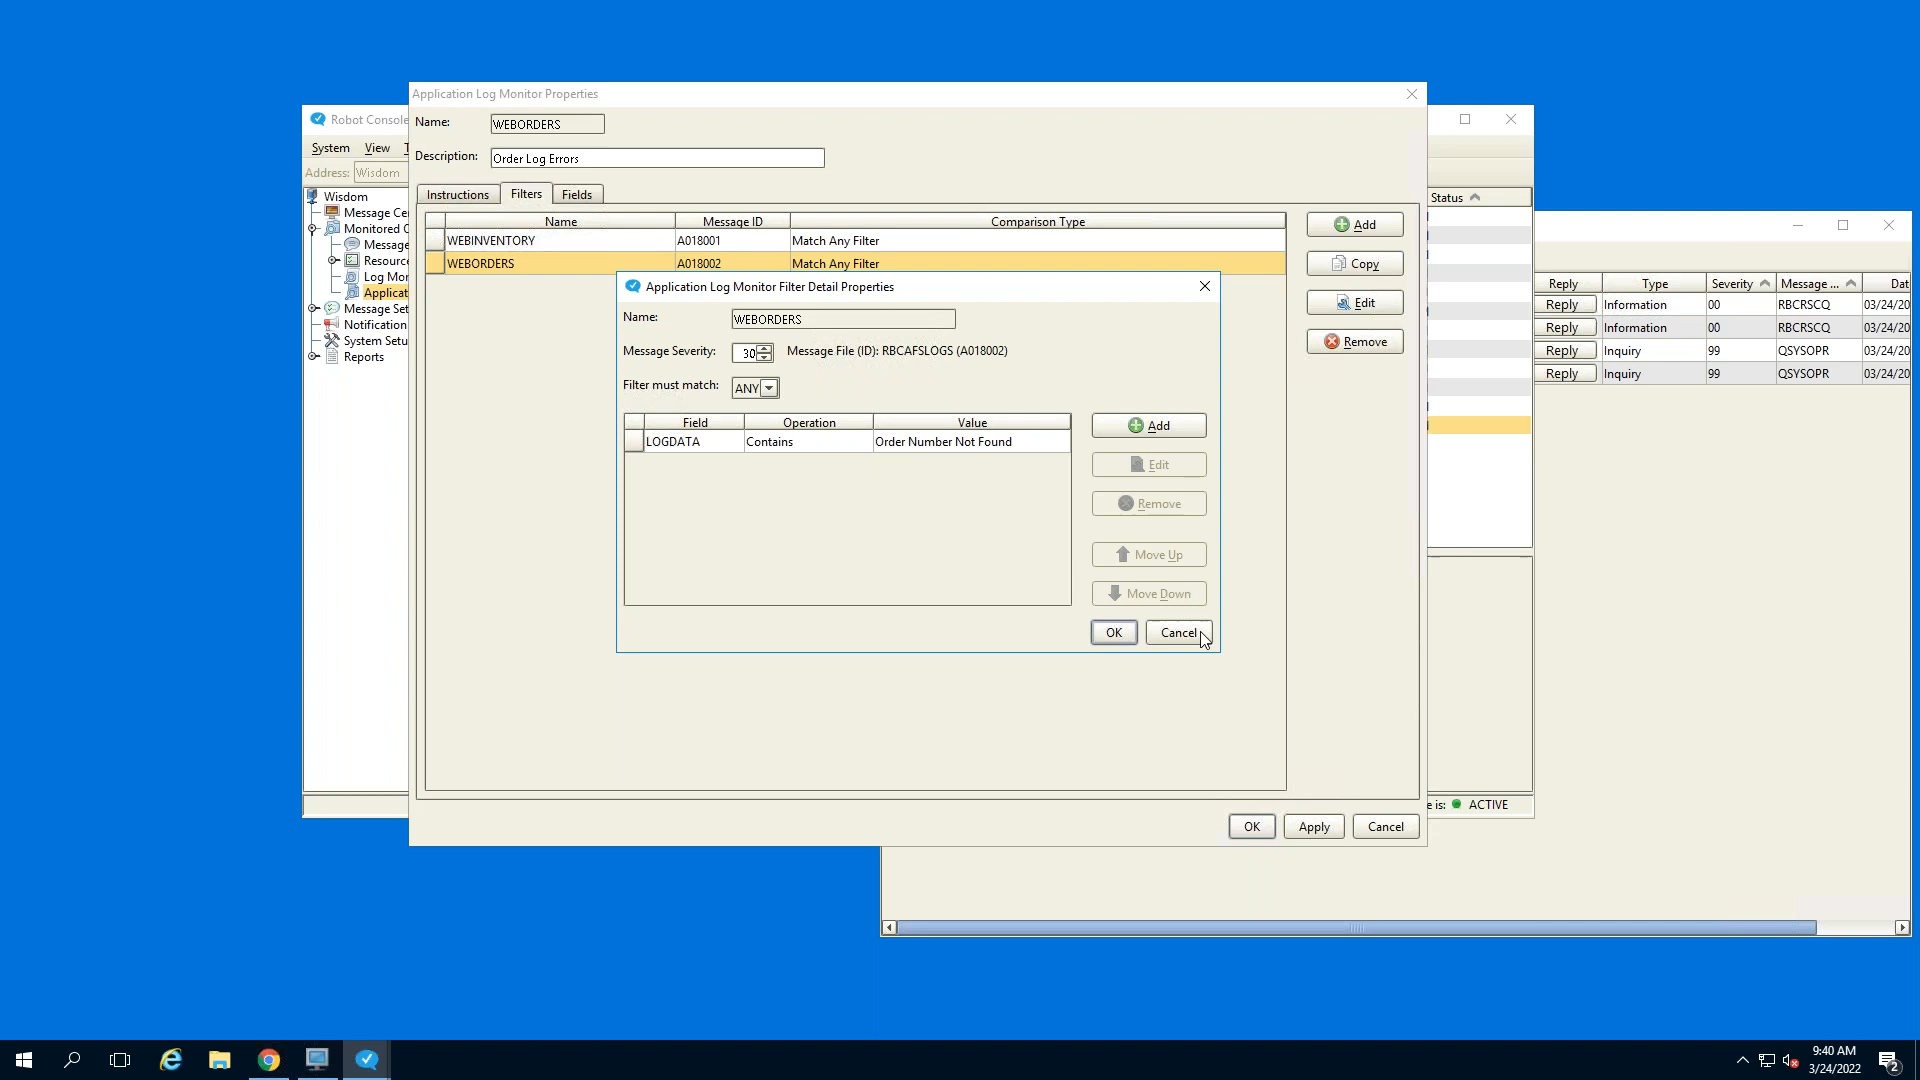 Application Log Monitor Properties
Name: WEBORDERS
Description: Order Log Errors
Instructions Filters Fields
Name Message ID Comparison Type
WEBINVENTORY A018001 Match Any Filter
WEBORDERS A018002 Match Any Filter
Add
Copy
Edit
Remove
Application Log Monitor Filter Detail Properties
Name: WEBORDERS
Message Severity: 30 Message File (ID): RBCAFSLOGS (A018002)
Filter must match: ANY
Field Operation Value
LOGDATA Contains Order Number Not Found
Add
Edit
Remove
Move Up
Move Down
OK Cancel
OK Apply Cancel
Robot Console
System View T
Address: Wisdom
Wisdom
Message Ce
Monitored C
Message
Resource
Log Mon
Applicat
Message Set
Notification
System Setu
Reports
Status
e is: ACTIVE
Reply Type Severity Message ... Dat
Reply Information 00 RBCRSCQ 03/24/20
Reply Information 00 RBCRSCQ 03/24/20
Reply Inquiry 99 QSYSOPR 03/24/20
Reply Inquiry 99 QSYSOPR 03/24/20
9:40 AM
3/24/2022
2